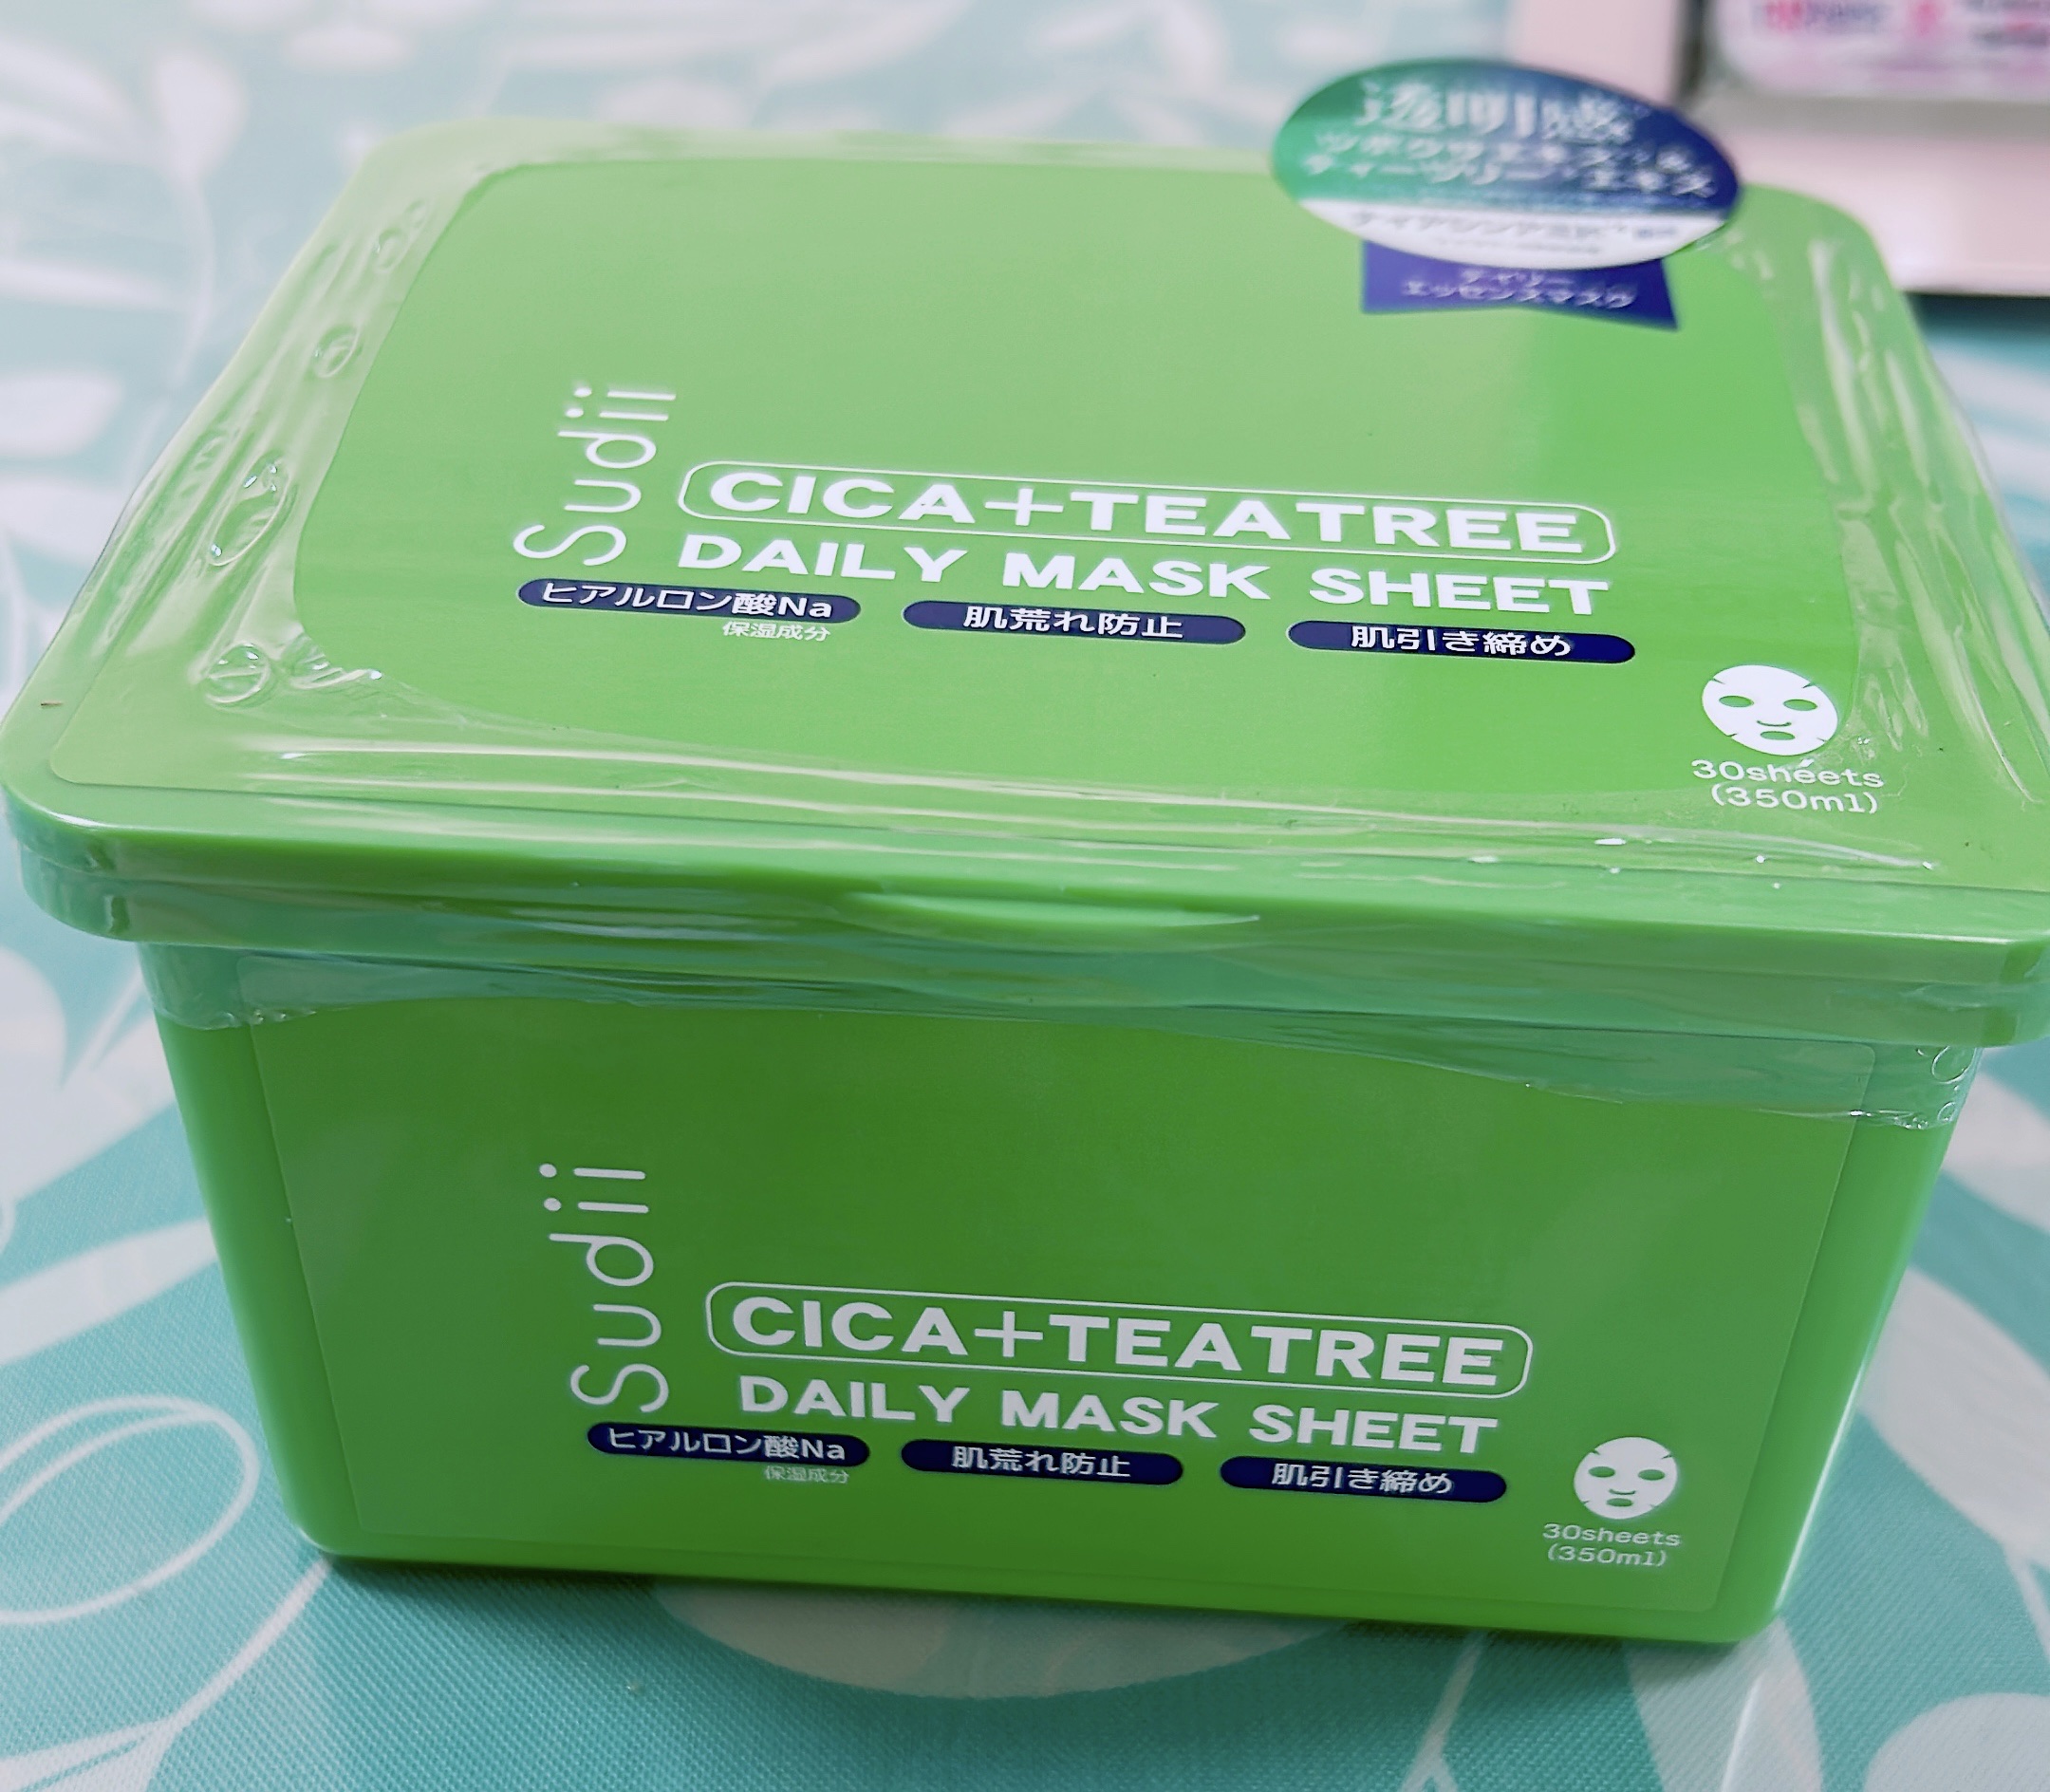 透明感
ツボクサエキス
ティーツリー エキス
ナイアシンアミド
デイリー
エッセンスマスク
Sudii
CICA+TEATREE
DAILY MASK SHEET
ヒアルロン酸Na
保湿成分
肌荒れ防止
肌引き締め
30sheets
(350ml)
Sudii
CICA+TEATREE
DAILY MASK SHEET
ヒアルロン酸Na
保湿成分
肌荒れ防止
肌引き締め
30sheets
(350ml)